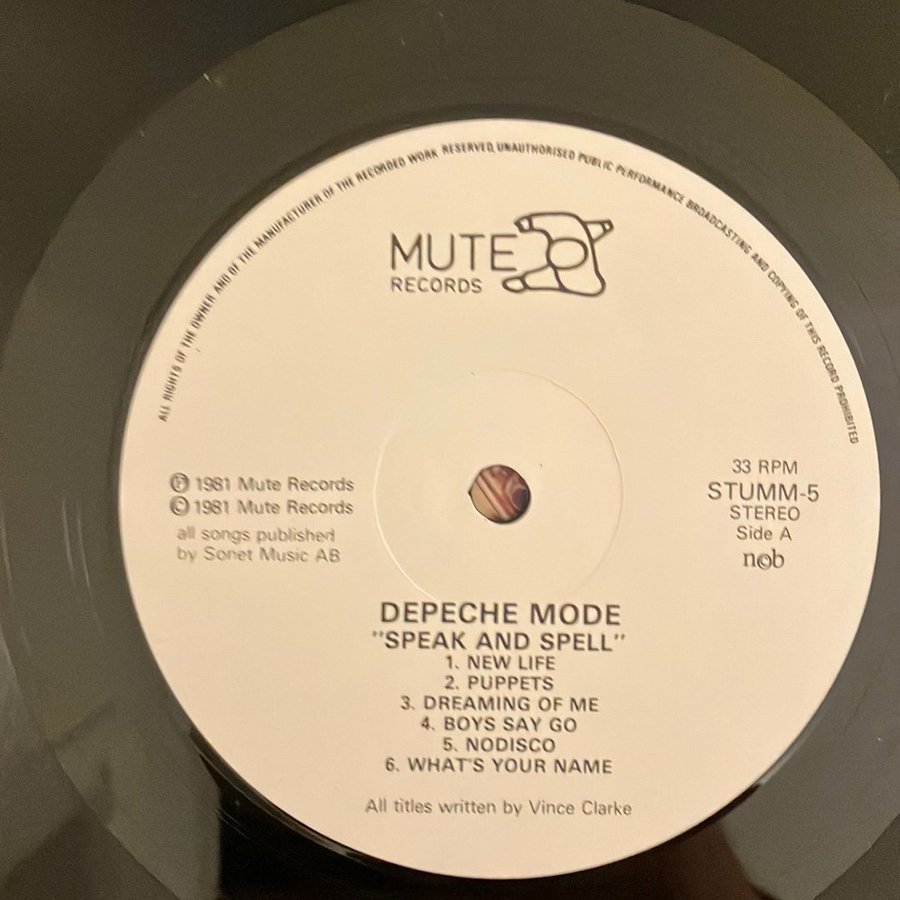 ALL RIGHTS OF THE OWNER AND OF THE MANUFACTURER OF THE RECORDED WORK RESERVED, UNAUTHORISED PUBLIC PERFORMANCE BROADCASTING AND COPYING OF THIS RECORD PROHIBITED
MUTE
RECORDS
℗ 1981 Mute Records
© 1981 Mute Records
all songs published
by Sonet Music AB
33 RPM
STUMM-5
STEREO
Side A
n©b
DEPECHE MODE
"SPEAK AND SPELL"
1. NEW LIFE
2. PUPPETS
3. DREAMING OF ME
4. BOYS SAY GO
5. NODISCO
6. WHAT'S YOUR NAME
All titles written by Vince Clarke